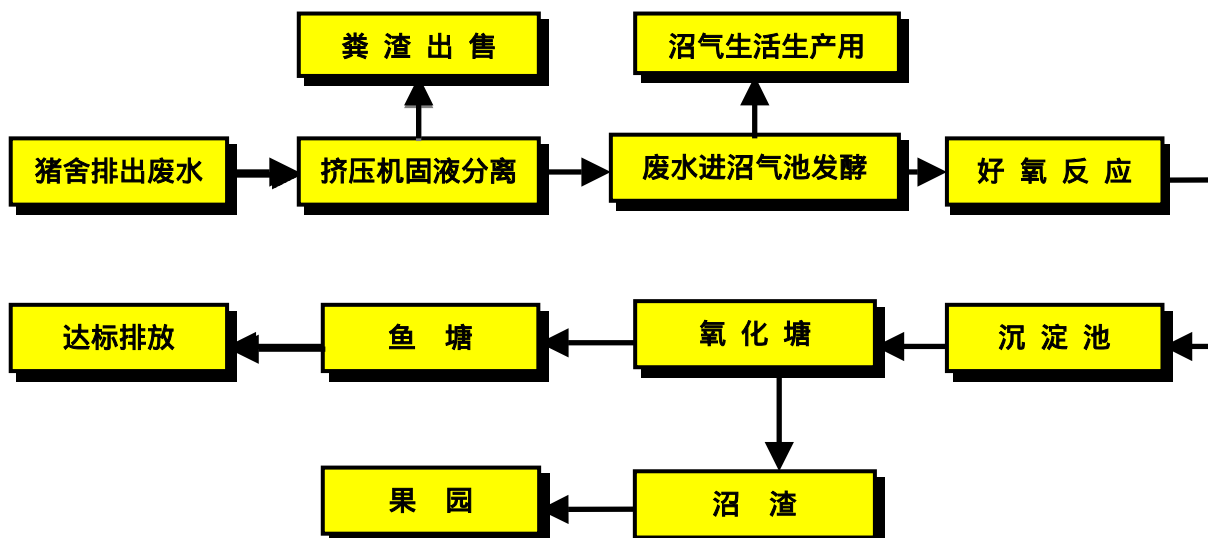 粪 渣 出 售
沼气生活生产用
猪舍排出废水
挤压机固液分离
废水进沼气池发酵
好 氧 反 应
达标排放
鱼 塘
氧 化 塘
沉 淀 池
果 园
沼 渣